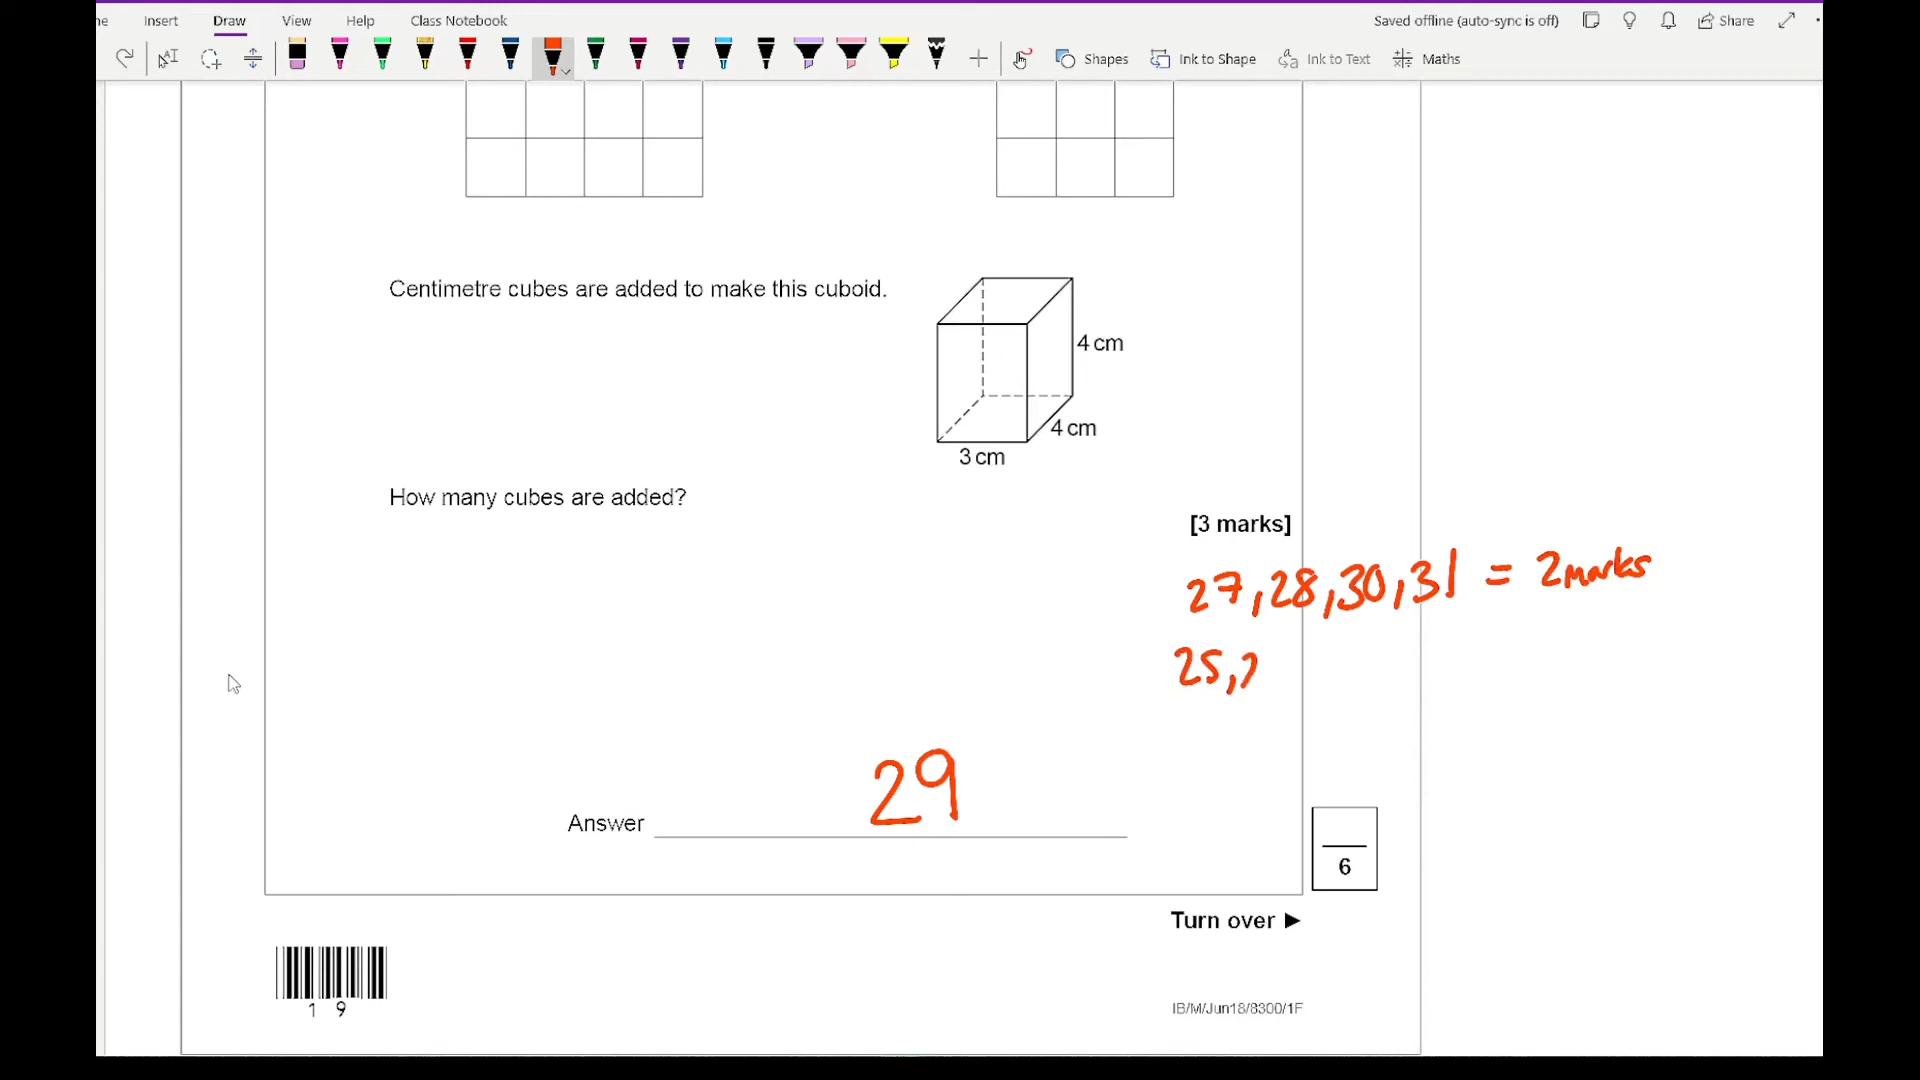 Insert Draw View Help Class Notebook Saved offline (auto-sync is off) Share
Shapes Ink to Shape Ink to Text Maths
Centimetre cubes are added to make this cuboid.
4 cm
4 cm
3 cm
How many cubes are added?
[3 marks]
27, 28, 30, 31 = 2 marks
25,
29
Answer
6
Turn over ►
1 9
IB/M/Jun18/8300/1F